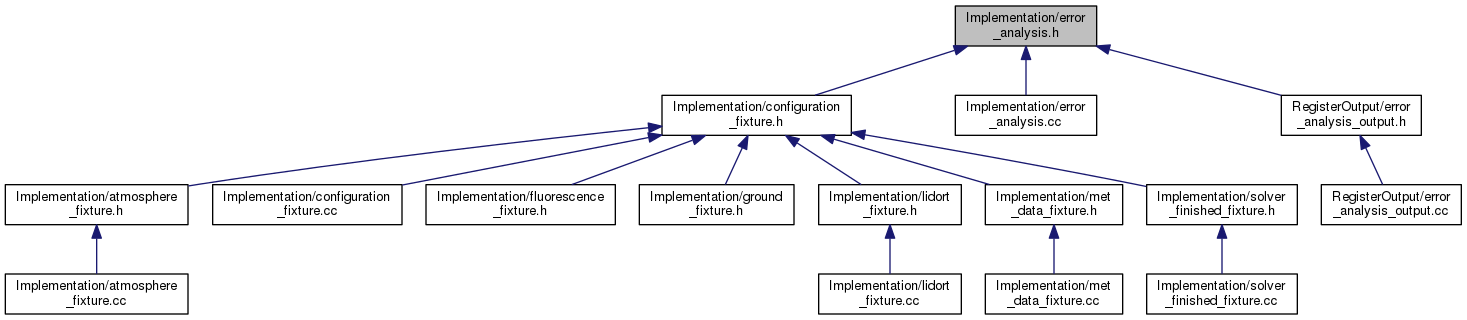 Implementation/error
_analysis.h
Implementation/configuration
_fixture.h
Implementation/error
_analysis.cc
RegisterOutput/error
_analysis_output.h
Implementation/atmosphere
_fixture.h
Implementation/configuration
_fixture.cc
Implementation/fluorescence
_fixture.h
Implementation/ground
_fixture.h
Implementation/lidort
_fixture.h
Implementation/met
_data_fixture.h
Implementation/solver
_finished_fixture.h
RegisterOutput/error
_analysis_output.cc
Implementation/atmosphere
_fixture.cc
Implementation/lidort
_fixture.cc
Implementation/met
_data_fixture.cc
Implementation/solver
_finished_fixture.cc